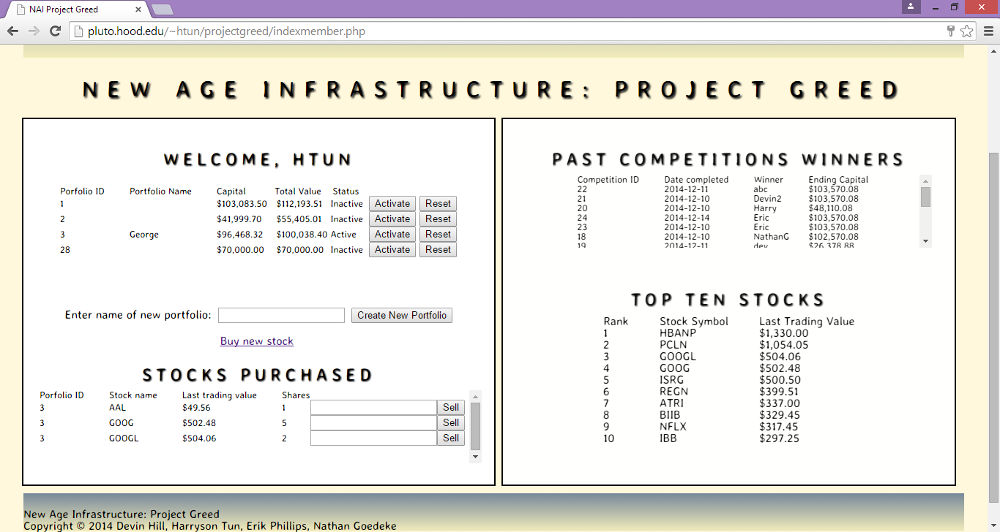 NAI Project Greed
pluto.hood.edu/~htun/projectgreed/indexmember.php
NEW AGE INFRASTRUCTURE: PROJECT GREED
WELCOME, HTUN
Porfolio ID Portfolio Name Capital Total Value Status
1 $103,083.50 $112,193.51 Inactive Activate Reset
2 $41,999.70 $55,405.01 Inactive Activate Reset
3 George $96,468.32 $100,038.40 Active Activate Reset
28 $70,000.00 $70,000.00 Inactive Activate Reset
Enter name of new portfolio: Create New Portfolio
Buy new stock
STOCKS PURCHASED
Porfolio ID Stock name Last trading value Shares
3 AAL $49.56 1 Sell
3 GOOG $502.48 5 Sell
3 GOOGL $504.06 2 Sell
PAST COMPETITIONS WINNERS
Competition ID Date completed Winner Ending Capital
22 2014-12-11 abc $103,570.08
21 2014-12-10 Devin2 $103,570.08
20 2014-12-10 Harry $48,110.08
24 2014-12-14 Eric $103,570.08
23 2014-12-10 Eric $103,570.08
18 2014-12-10 NathanG $102,570.08
19 2014-12-11 dev $26,378.88
TOP TEN STOCKS
Rank Stock Symbol Last Trading Value
1 HBANP $1,330.00
2 PCLN $1,054.05
3 GOOGL $504.06
4 GOOG $502.48
5 ISRG $500.50
6 REGN $399.51
7 ATRI $337.00
8 BIIB $329.45
9 NFLX $317.45
10 IBB $297.25
New Age Infrastructure: Project Greed
Copyright © 2014 Devin Hill, Harryson Tun, Erik Phillips, Nathan Goedeke